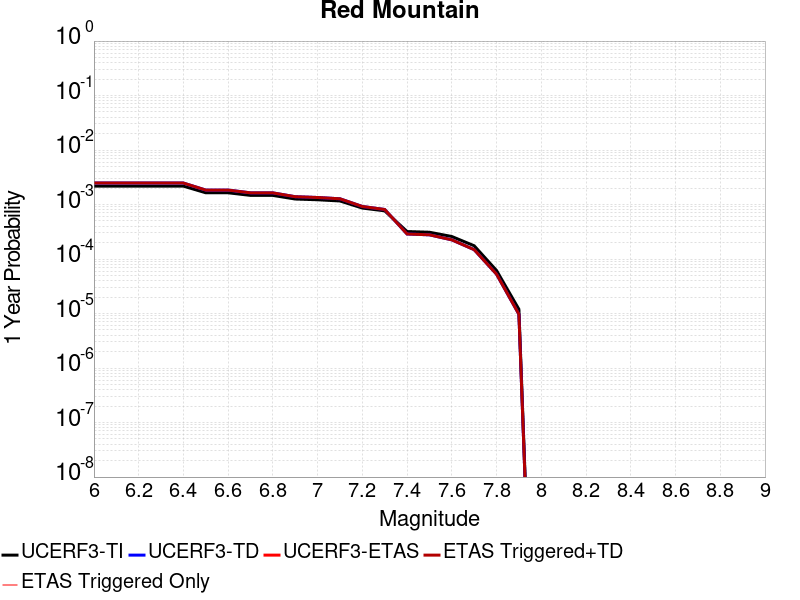 Red Mountain
10^0
10^-1
10^-2
10^-3
10^-4
10^-5
10^-6
10^-7
10^-8
1 Year Probability
6 6.2 6.4 6.6 6.8 7 7.2 7.4 7.6 7.8 8 8.2 8.4 8.6 8.8 9
Magnitude
UCERF3-TI UCERF3-TD UCERF3-ETAS ETAS Triggered+TD
ETAS Triggered Only